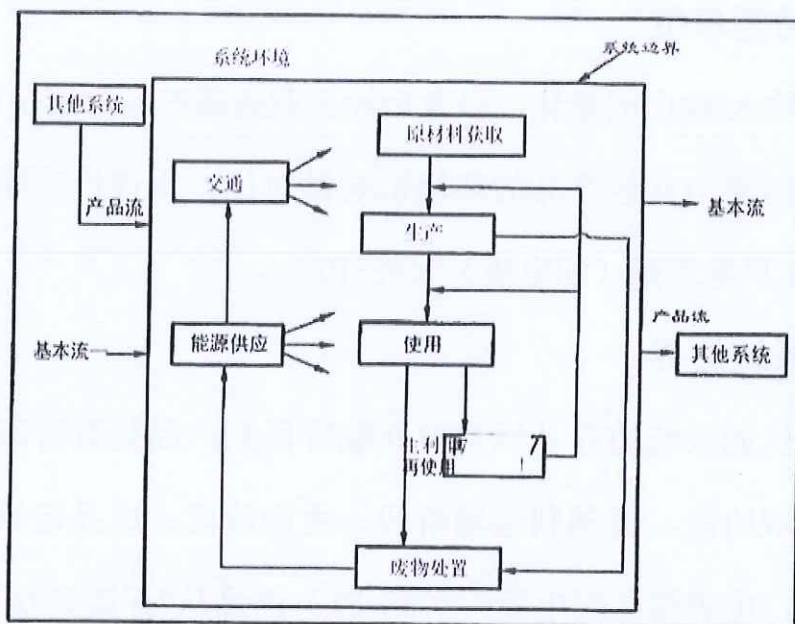 系统环境
系统边界
其他系统
原材料获取
交通
产品流
基本流
生产
产品流
基本流
能源供应
使用
其他系统
再使用
废物处置